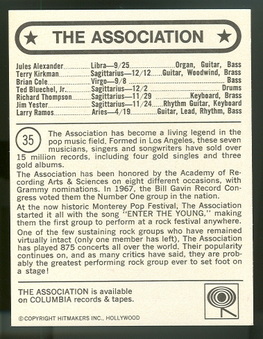 ★ THE ASSOCIATION ★
Jules Alexander Libra—9/25 Organ, Guitar, Bass
Terry Kirkman Sagittarius—12/12 Guitar, Woodwind, Brass
Brian Cole Virgo—9/8 Bass
Ted Bluechel, Jr. Sagittarius—12/2 Drums
Richard Thompson Sagittarius—11/29 Keyboard, Brass
Jim Yester Sagittarius—11/24 Rhythm Guitar, Keyboard
Larry Ramos Aries—4/19 Guitar, Lead, Rhythm, Bass
35 The Association has become a living legend in the
pop music field. Formed in Los Angeles, these seven
musicians, singers and songwriters have sold over
15 million records, including four gold singles and three
gold albums.
The Association has been honored by the Academy of Re-
cording Arts & Sciences on eight different occasions, with
Grammy nominations. In 1967, the Bill Gavin Record Con-
gress voted them the Number One group in the nation.
At the now historic Monterey Pop Festival, The Association
started it all with the song "ENTER THE YOUNG," making
them the first group to perform at a rock festival anywhere.
One of the few sustaining rock groups who have remained
virtually intact (only one member has left). The Association
has played 875 concerts all over the world. Their popularity
continues on, and as many critics have said, they are prob-
ably the greatest performing rock group ever to set foot on
a stage!
THE ASSOCIATION is available
on COLUMBIA records & tapes.
© COPYRIGHT HITMAKERS INC., HOLLYWOOD